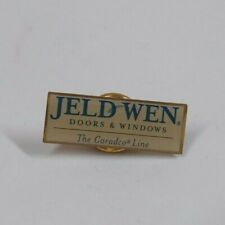 JELD WEN®
DOORS & WINDOWS
The Caradco® Line